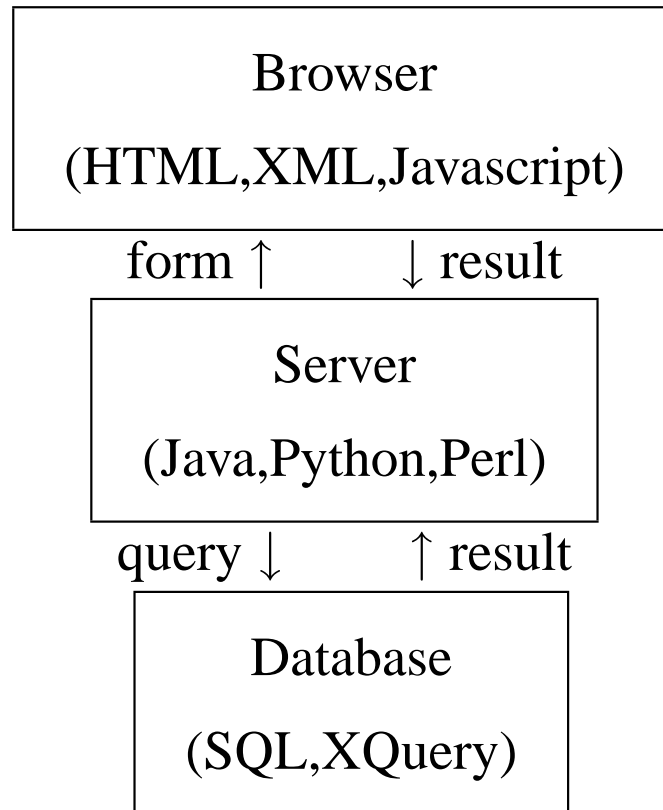 Browser
(HTML,XML,Javascript)
form ↑ ↓ result
Server
(Java,Python,Perl)
query ↓ ↑ result
Database
(SQL,XQuery)